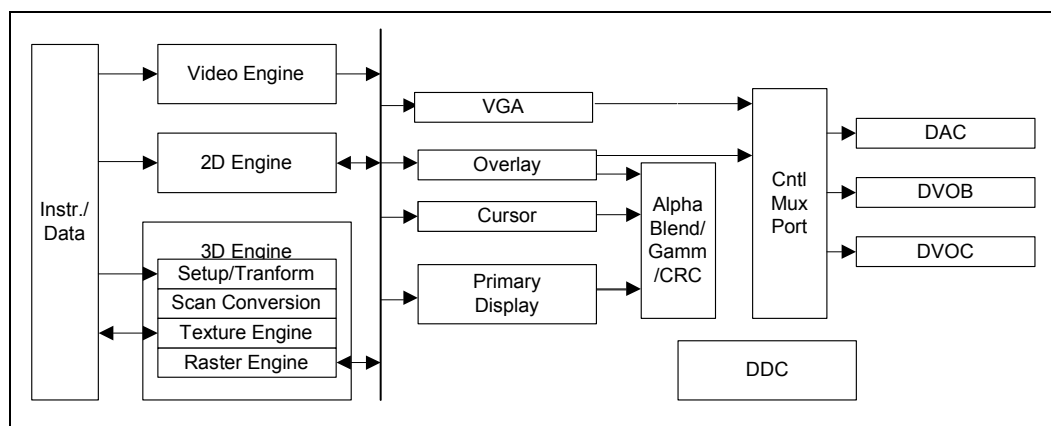 Instr./
Data
Video Engine
2D Engine
3D Engine
Setup/Tranform
Scan Conversion
Texture Engine
Raster Engine
VGA
Overlay
Cursor
Primary
Display
Alpha
Blend/
Gamm
/CRC
Cntl
Mux
Port
DAC
DVOB
DVOC
DDC